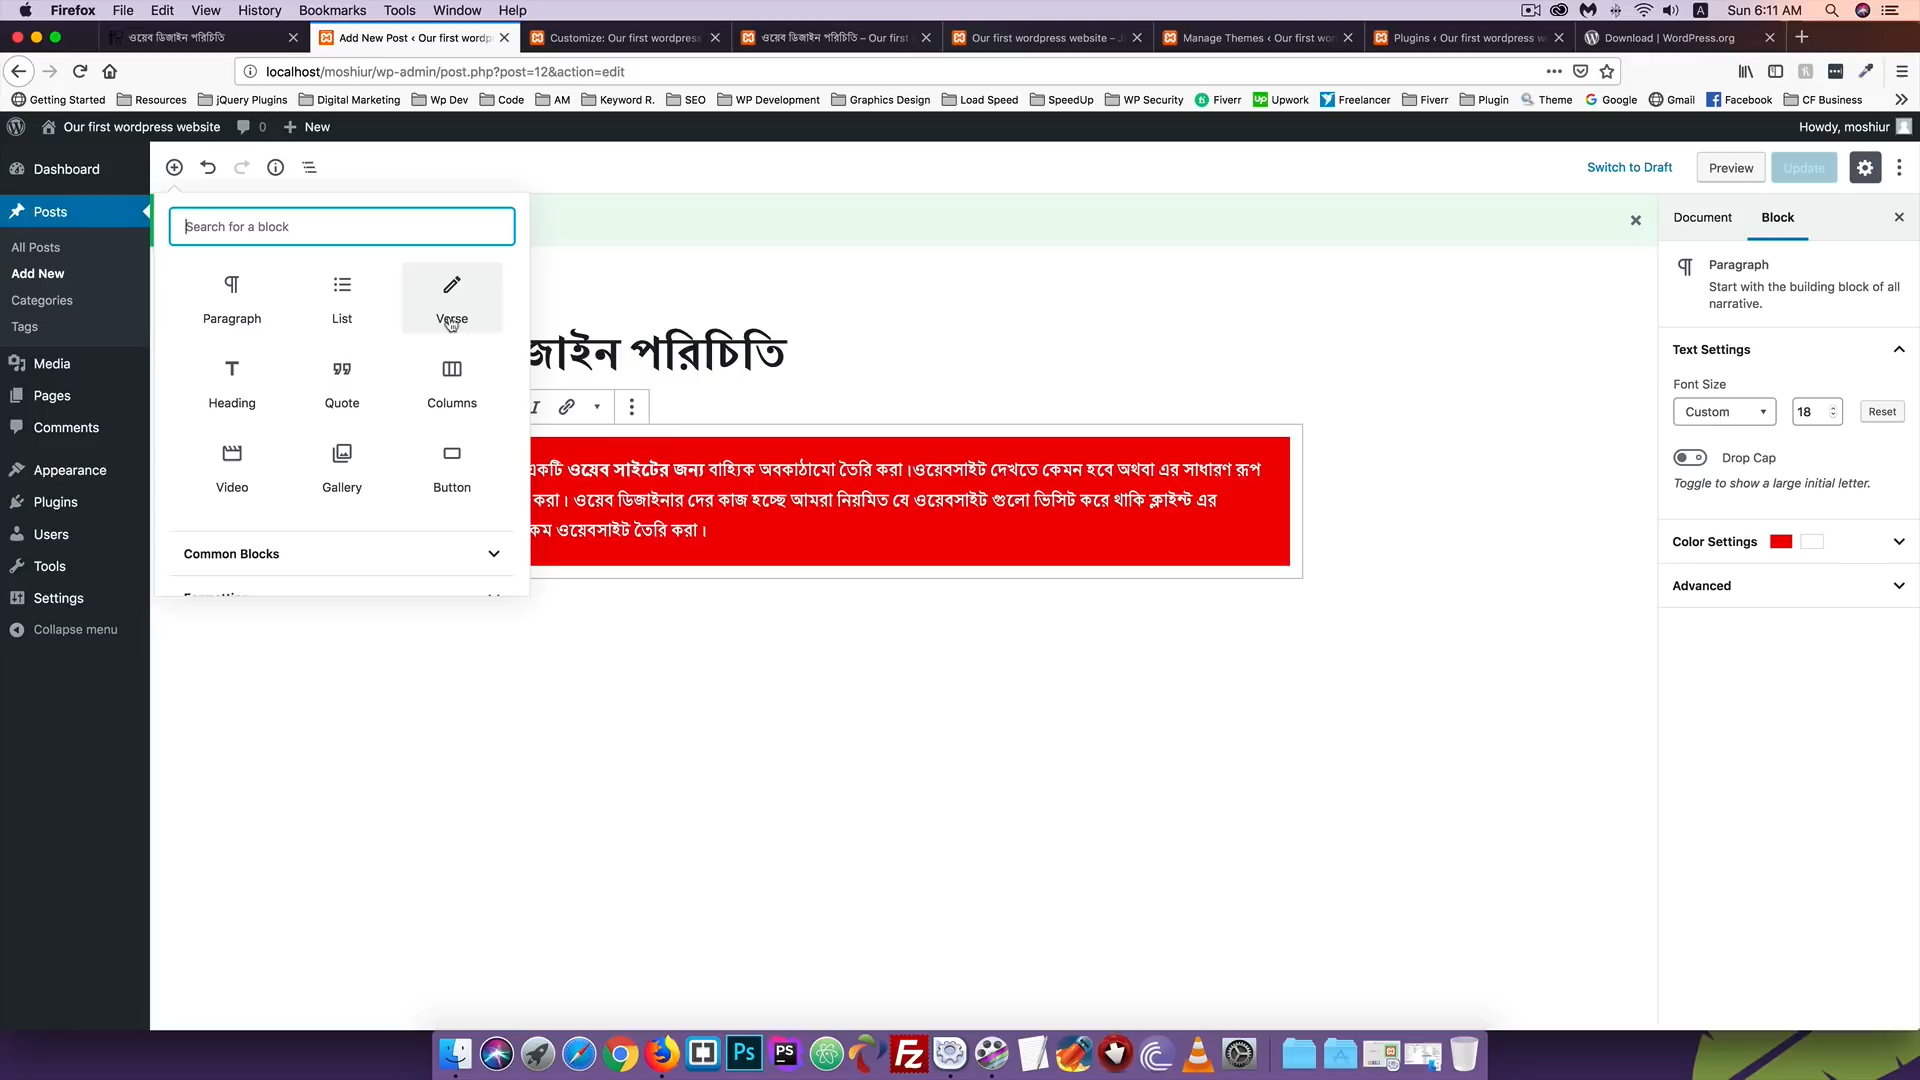 Firefox File Edit View History Bookmarks Tools Window Help Sun 6:11 AM
ওয়েব ডিজাইন পরিচিতি
Add New Post ‹ Our first wordp
Customize: Our first wordpress
ওয়েব ডিজাইন পরিচিতি – Our first
Our first wordpress website –
Manage Themes ‹ Our first wor
Plugins ‹ Our first wordpress w
Download | WordPress.org
localhost/moshiur/wp-admin/post.php?post=12&action=edit
Getting Started Resources jQuery Plugins Digital Marketing Wp Dev Code AM Keyword R. SEO WP Development Graphics Design Load Speed SpeedUp WP Security Fiverr Upwork Freelancer Fiverr Plugin Theme Google Gmail Facebook CF Business
Our first wordpress website 0 New Howdy, moshiur
Dashboard
Posts
All Posts
Add New
Categories
Tags
Media
Pages
Comments
Appearance
Plugins
Users
Tools
Settings
Collapse menu
Switch to Draft Preview Update
Search for a block
Paragraph List Verse
Heading Quote Columns
Video Gallery Button
Common Blocks
জাইন পরিচিতি
একটি ওয়েব সাইটের জন্য বাহ্যিক অবকাঠামো তৈরি করা।ওয়েবসাইট দেখতে কেমন হবে অথবা এর সাধারণ রূপ
করা। ওয়েব ডিজাইনার দের কাজ হচ্ছে আমরা নিয়মিত যে ওয়েবসাইট গুলো ভিসিট করে থাকি ক্লাইন্ট এর
কম ওয়েবসাইট তৈরি করা।
Document Block
Paragraph
Start with the building block of all
narrative.
Text Settings
Font Size
Custom 18 Reset
Drop Cap
Toggle to show a large initial letter.
Color Settings
Advanced